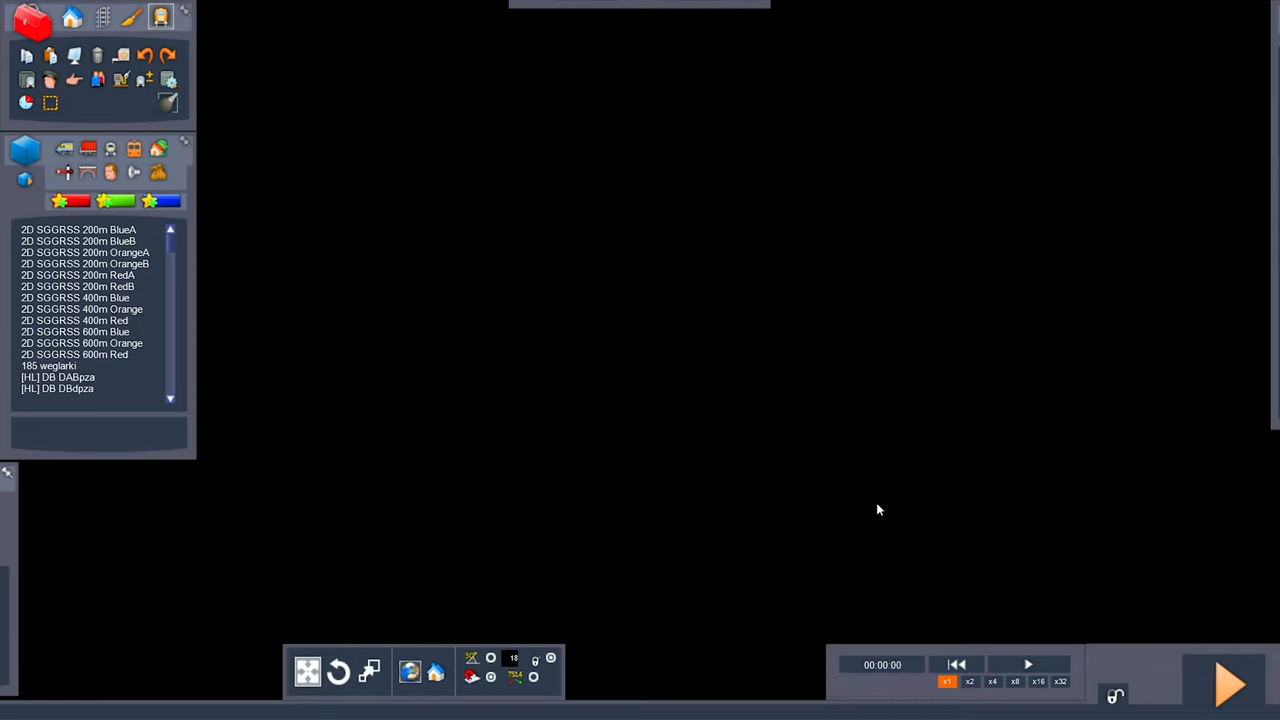 2D SGGRSS 200m BlueA
2D SGGRSS 200m BlueB
2D SGGRSS 200m OrangeA
2D SGGRSS 200m OrangeB
2D SGGRSS 200m RedA
2D SGGRSS 200m RedB
2D SGGRSS 400m Blue
2D SGGRSS 400m Orange
2D SGGRSS 400m Red
2D SGGRSS 600m Blue
2D SGGRSS 600m Orange
2D SGGRSS 600m Red
185 weglarki
[HL] DB DABpza
[HL] DB DBdpza
18
TS14
00:00:00
x1 x2 x4 x8 x16 x32